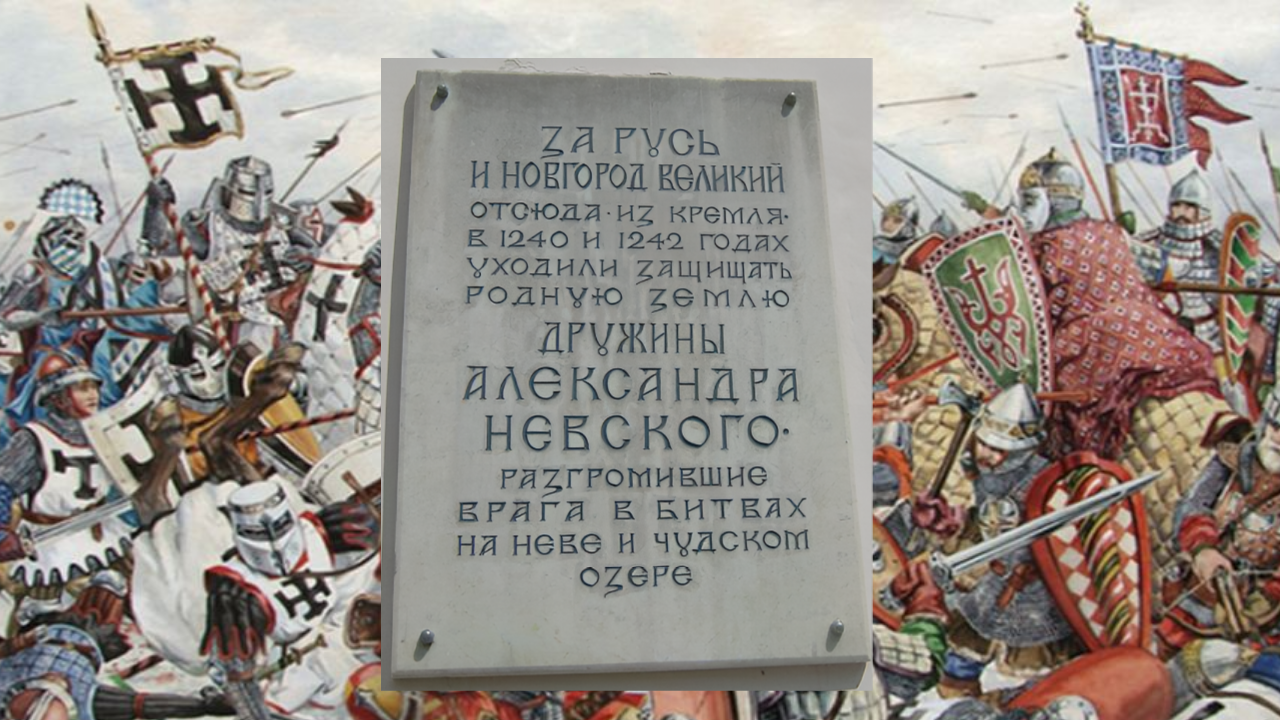 ЗА РУСЬ
И НОВГОРОД ВЕЛИКИЙ
ОТСЮДА·ИЗ КРЕМЛЯ·
В 1240 И 1242 ГОДАХ
УХОДИЛИ ЗАЩИЩАТЬ
РОДНУЮ ЗЕМЛЮ
ДРУЖИНЫ
АЛЕКСАНДРА
НЕВСКОГО·
РАЗГРОМИВШИЕ
ВРАГА В БИТВАХ
НА НЕВЕ И ЧУДСКОМ
ОЗЕРЕ